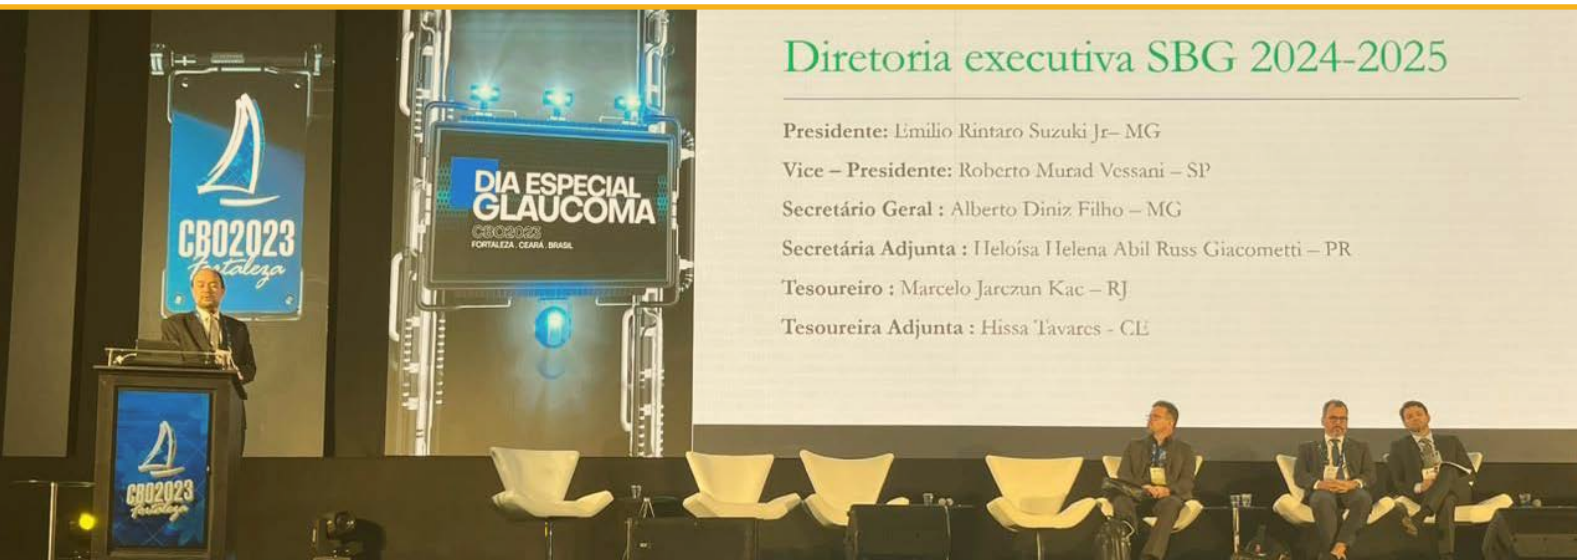 CBO2023
fortaleza
DIA ESPECIAL
GLAUCOMA
CBO2023
FORTALEZA . CEARÁ . BRASIL
Diretoria executiva SBG 2024-2025
Presidente: Emilio Rintaro Suzuki Jr– MG
Vice – Presidente: Roberto Murad Vessani – SP
Secretário Geral : Alberto Diniz Filho – MG
Secretária Adjunta : Heloísa Helena Abil Russ Giacometti – PR
Tesoureiro : Marcelo Jarczun Kac – RJ
Tesoureira Adjunta : Hissa Tavares - CE
CBO2023
fortaleza